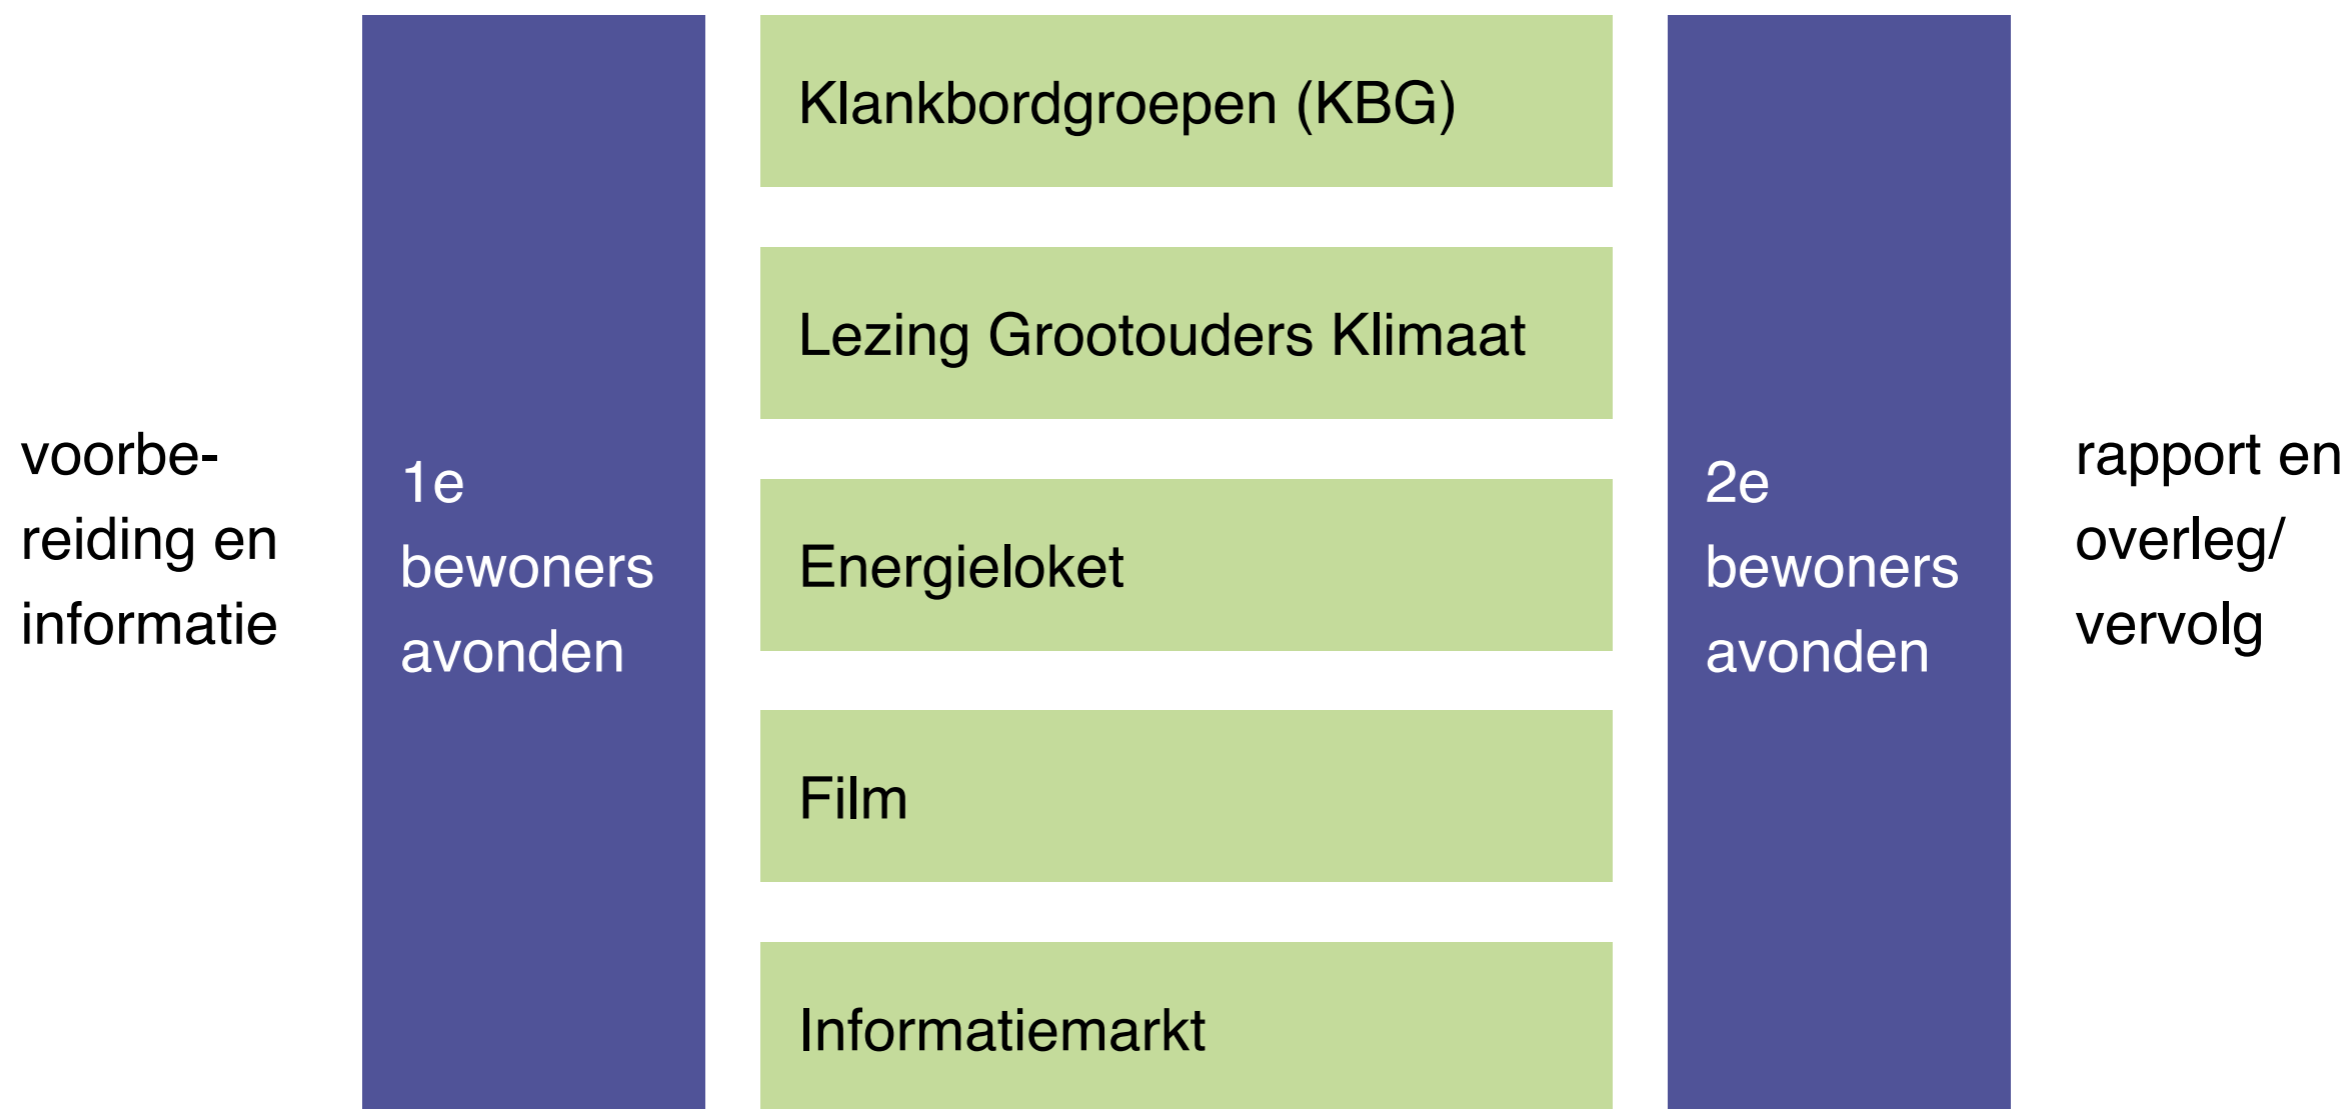 voorbe-
reiding en
informatie
1e
bewoners
avonden
Klankbordgroepen (KBG)
Lezing Grootouders Klimaat
Energieloket
Film
Informatiemarkt
2e
bewoners
avonden
rapport en
overleg/
vervolg